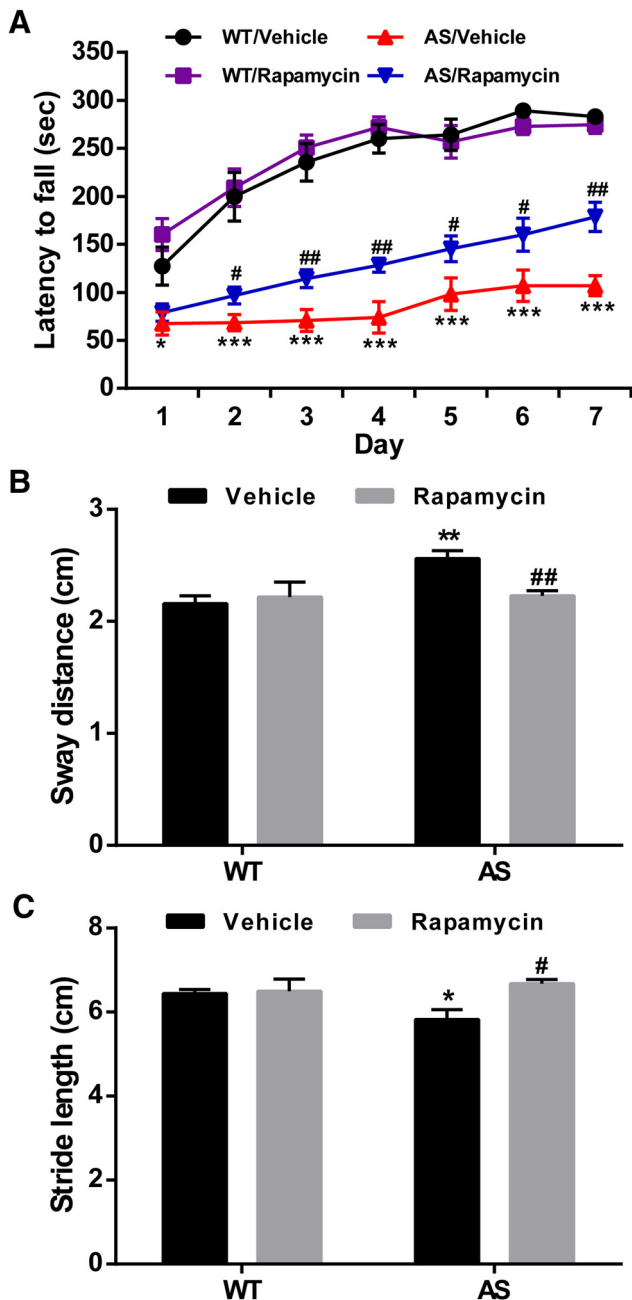 A
WT/Vehicle AS/Vehicle
WT/Rapamycin AS/Rapamycin
Latency to fall (sec)
350
300
250
200
150
100
50
0
# ## ## # # ##
* *** *** *** *** *** ***
1 2 3 4 5 6 7
Day
B
Vehicle Rapamycin
Sway distance (cm)
3
2
1
0
** ##
WT AS
C
Vehicle Rapamycin
Stride length (cm)
8
6
4
2
0
* #
WT AS